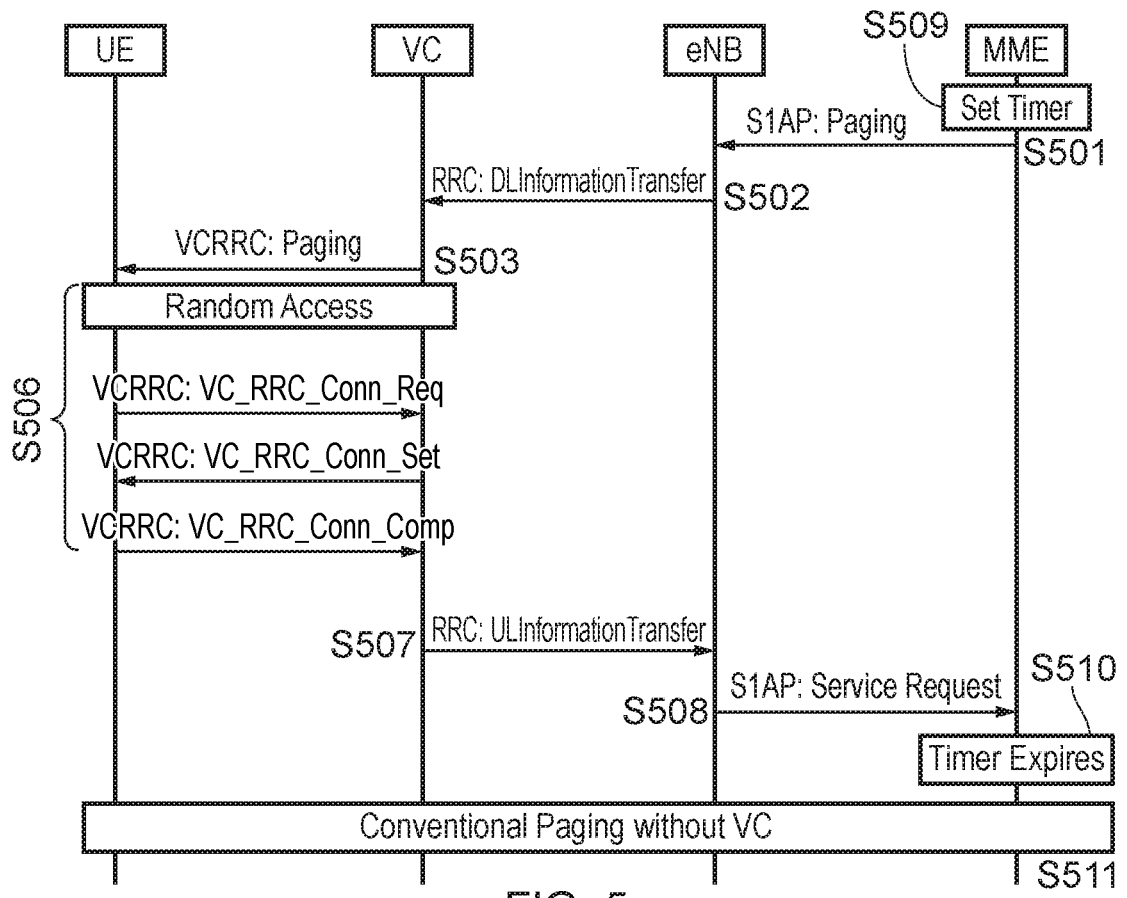 S509
UE
VC
eNB
MME
Set Timer
S1AP: Paging
S501
RRC: DLInformationTransfer
S502
VCRRC: Paging
S503
Random Access
S506
VCRRC: VC_RRC_Conn_Req
VCRRC: VC_RRC_Conn_Set
VCRRC: VC_RRC_Conn_Comp
S507
RRC: ULInformationTransfer
S510
S1AP: Service Request
S508
Timer Expires
Conventional Paging without VC
S511
FIG. 5